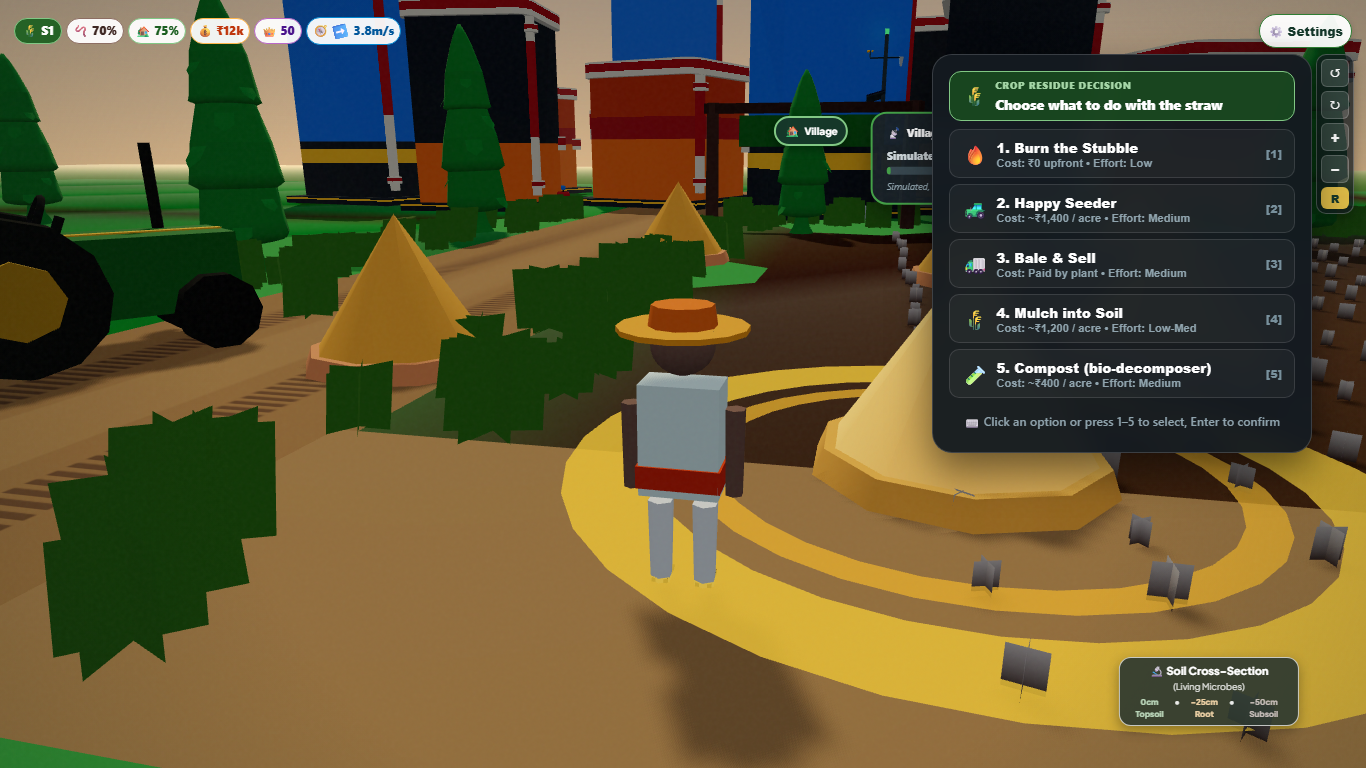 S1
70%
75%
₹12k
50
3.8m/s
Settings
Village
Villa
Simulate
Simulated,
CROP RESIDUE DECISION
Choose what to do with the straw
1. Burn the Stubble
Cost: ₹0 upfront • Effort: Low
[1]
2. Happy Seeder
Cost: ~₹1,400 / acre • Effort: Medium
[2]
3. Bale & Sell
Cost: Paid by plant • Effort: Medium
[3]
4. Mulch into Soil
Cost: ~₹1,200 / acre • Effort: Low-Med
[4]
5. Compost (bio-decomposer)
Cost: ~₹400 / acre • Effort: Medium
[5]
Click an option or press 1–5 to select, Enter to confirm
↺
↻
+
−
R
Soil Cross-Section
(Living Microbes)
0cm • ~25cm • ~50cm
Topsoil Root Subsoil